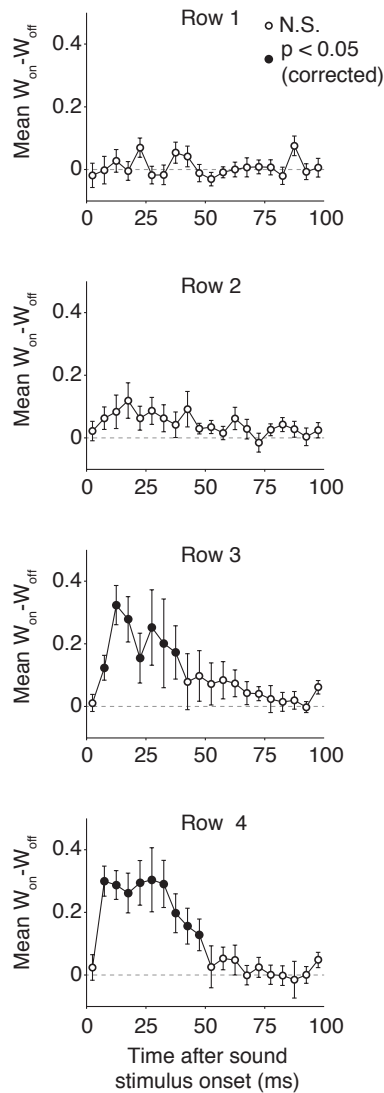 Row 1
N.S.
p < 0.05
(corrected)
Mean Won-Woff
0.4
0.2
0
0 25 50 75 100
Row 2
Mean Won-Woff
0.4
0.2
0
0 25 50 75 100
Row 3
Mean Won-Woff
0.4
0.2
0
0 25 50 75 100
Row 4
Mean Won-Woff
0.4
0.2
0
0 25 50 75 100
Time after sound
stimulus onset (ms)